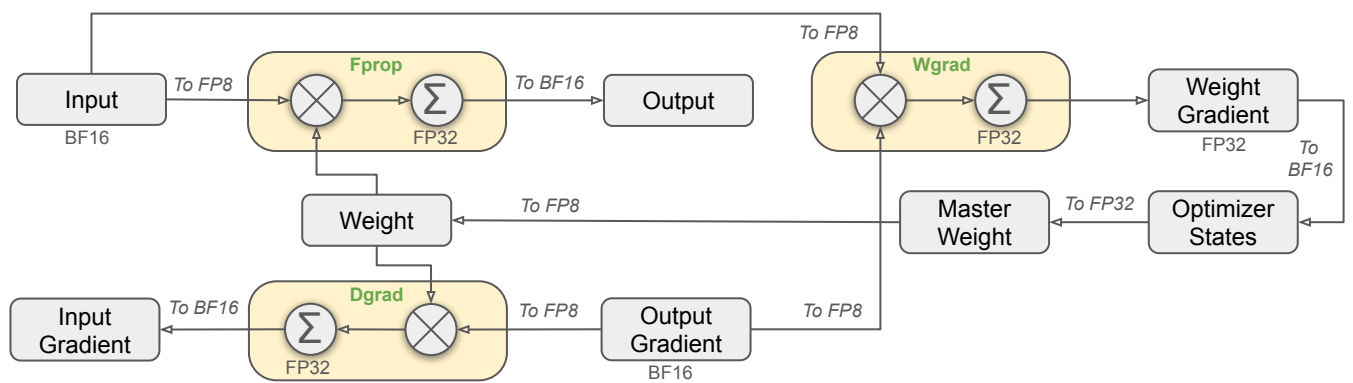 To FP8
Fprop
Wgrad
Input
To FP8
Σ
To BF16
Output
Σ
Weight
Gradient
BF16
FP32
FP32
FP32
To
BF16
Weight
To FP8
Master
Weight
To FP32
Optimizer
States
Dgrad
Input
Gradient
To BF16
Σ
To FP8
Output
Gradient
To FP8
FP32
BF16